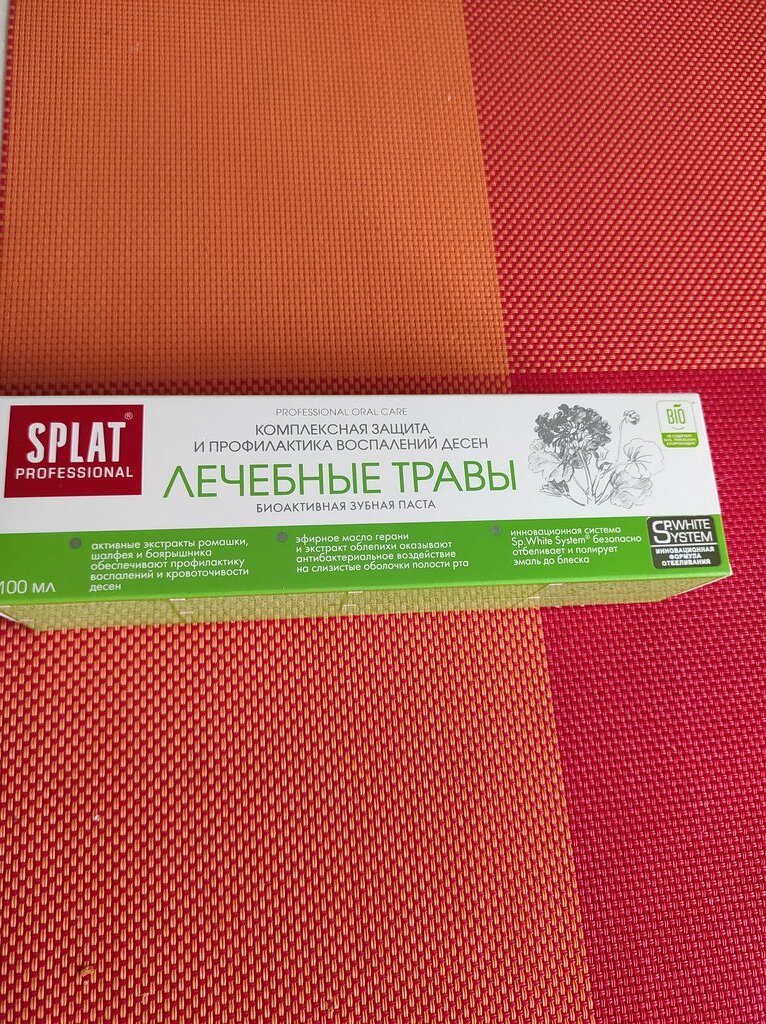 SPLAT®
PROFESSIONAL
PROFESSIONAL ORAL CARE
КОМПЛЕКСНАЯ ЗАЩИТА
И ПРОФИЛАКТИКА ВОСПАЛЕНИЙ ДЕСЕН
ЛЕЧЕБНЫЕ ТРАВЫ
БИОАКТИВНАЯ ЗУБНАЯ ПАСТА
BIO
НЕ СОДЕРЖИТ
активные экстракты ромашки,
шалфея и боярышника
обеспечивают профилактику
воспалений и кровоточивости
десен
эфирное масло герани
и экстракт облепихи оказывают
антибактериальное воздействие
на слизистые оболочки полости рта
инновационная система
Sp.White System® безопасно
отбеливает и полирует
эмаль до блеска
SP.WHITE
SYSTEM
ИННОВАЦИОННАЯ
ФОРМУЛА
ОТБЕЛИВАНИЯ
100 мл